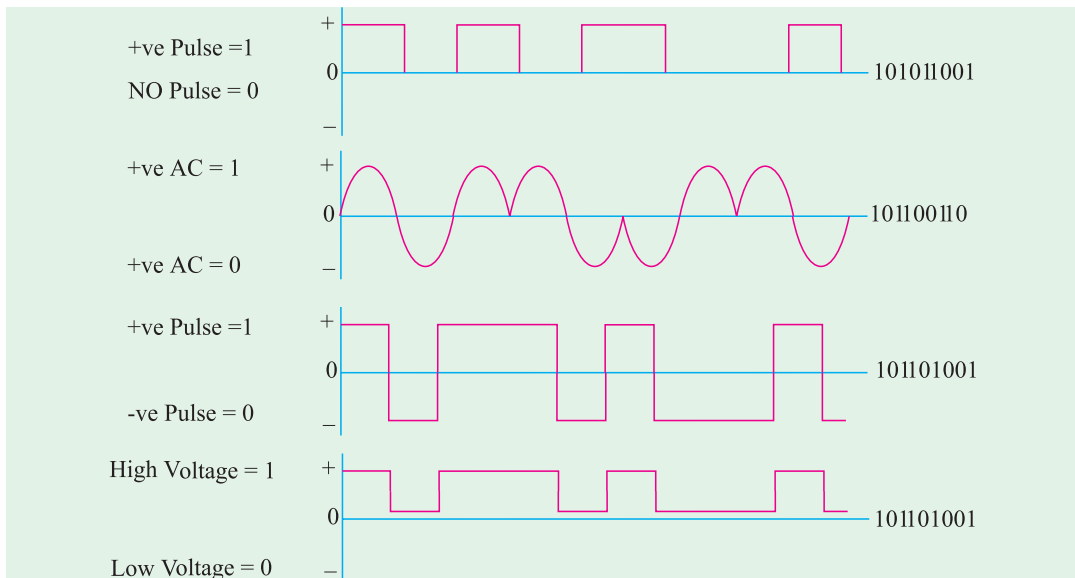 +
+ve Pulse =1
0
101011001
NO Pulse = 0
–
+ve AC = 1
+
0
101100110
+ve AC = 0
–
+ve Pulse =1
+
0
101101001
-ve Pulse = 0
–
High Voltage = 1
+
0
101101001
Low Voltage = 0
–